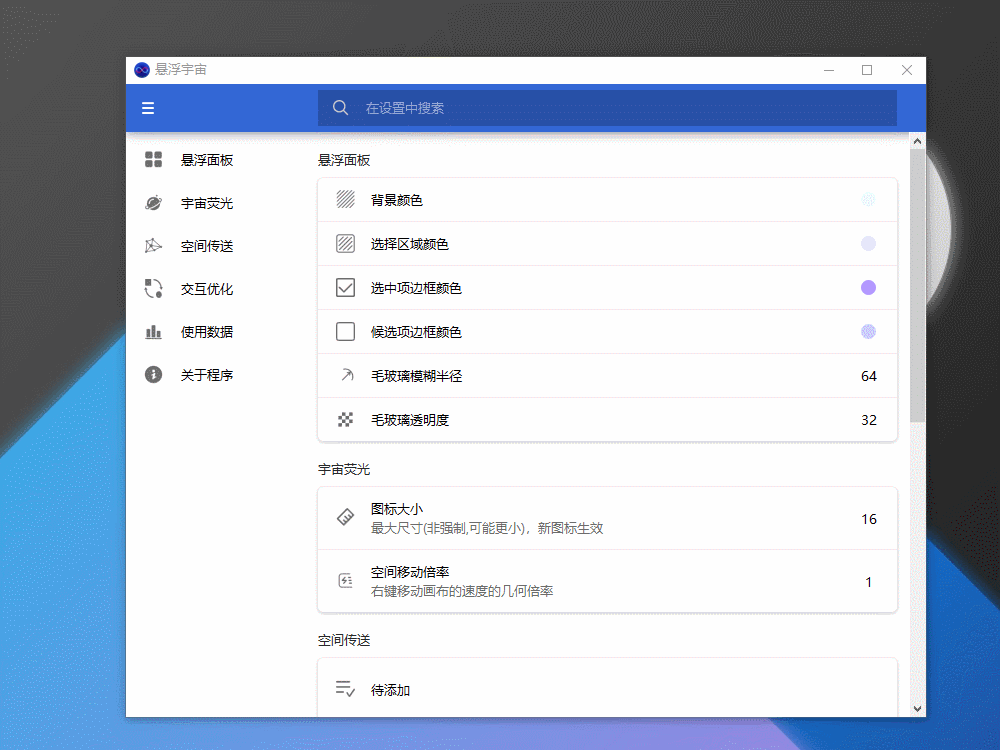 悬浮宇宙
在设置中搜索
悬浮面板
宇宙荧光
空间传送
交互优化
使用数据
关于程序
悬浮面板
背景颜色
选择区域颜色
选中项边框颜色
候选项边框颜色
毛玻璃模糊半径 64
毛玻璃透明度 32
宇宙荧光
图标大小
最大尺寸(非强制,可能更小)，新图标生效
16
空间移动倍率
右键移动画布的速度的几何倍率
1
空间传送
待添加